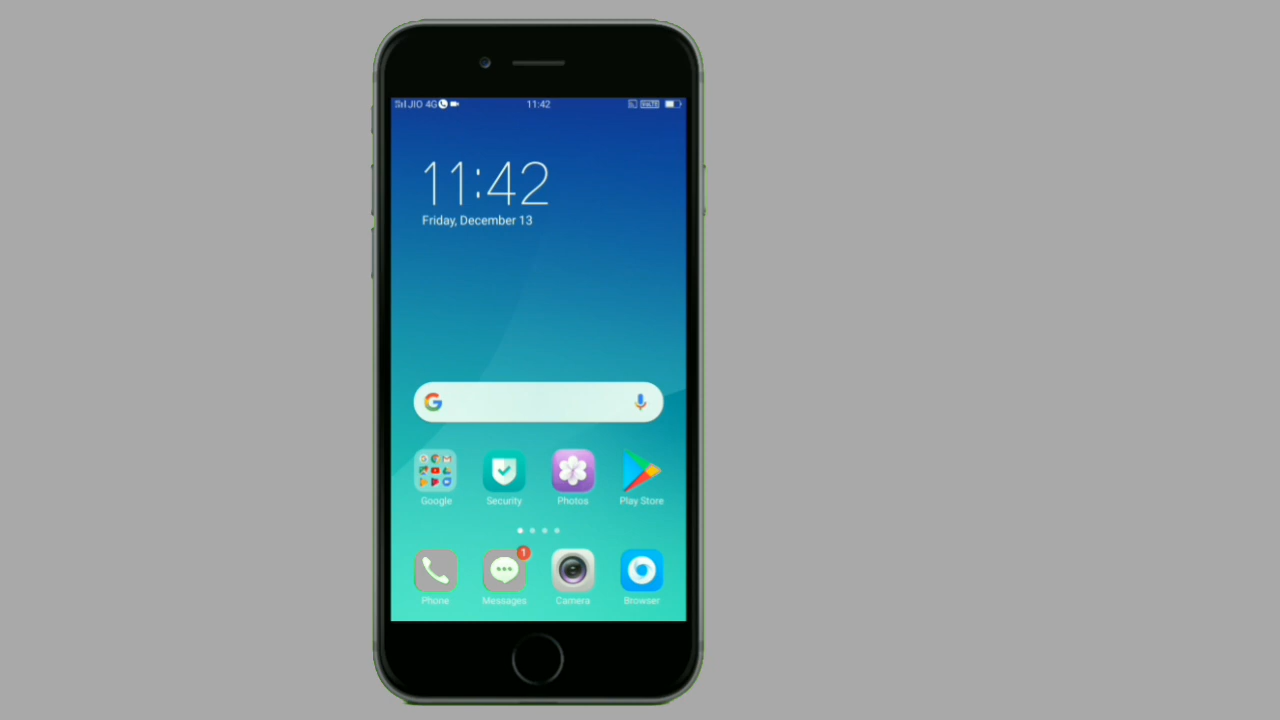 JIO 4G 11:42
11:42
Friday, December 13
Google Security Photos Play Store
1
Phone Messages Camera Browser